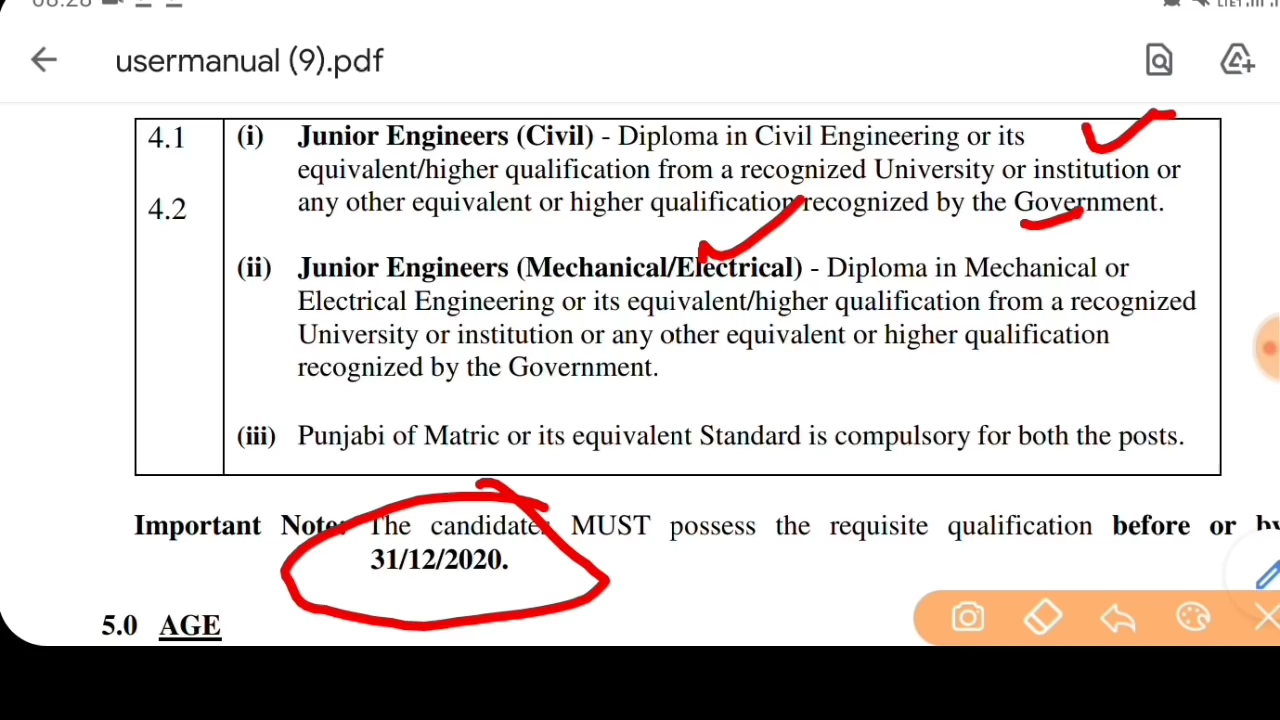 usermanual (9).pdf
4.1 (i) Junior Engineers (Civil) - Diploma in Civil Engineering or its
equivalent/higher qualification from a recognized University or institution or
4.2 any other equivalent or higher qualification recognized by the Government.
(ii) Junior Engineers (Mechanical/Electrical) - Diploma in Mechanical or
Electrical Engineering or its equivalent/higher qualification from a recognized
University or institution or any other equivalent or higher qualification
recognized by the Government.
(iii) Punjabi of Matric or its equivalent Standard is compulsory for both the posts.
Important Note: The candidates MUST possess the requisite qualification before or by
31/12/2020.
5.0 AGE